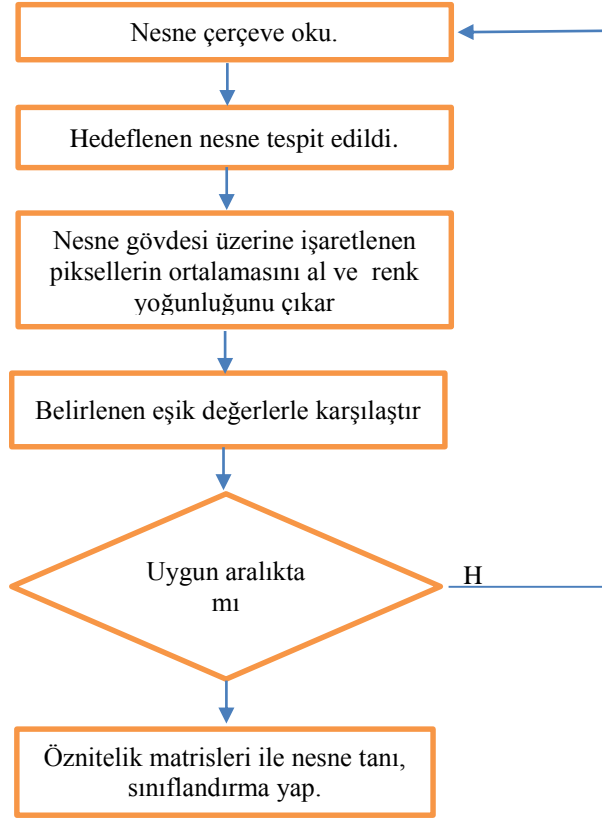 Nesne çerçeve oku.
Hedeflenen nesne tespit edildi.
Nesne gövdesi üzerine işaretlenen
piksellerin ortalamasını al ve renk
yoğunluğunu çıkar
Belirlenen eşik değerlerle karşılaştır
Uygun aralıkta
mı
H
Öznitelik matrisleri ile nesne tanı,
sınıflandırma yap.